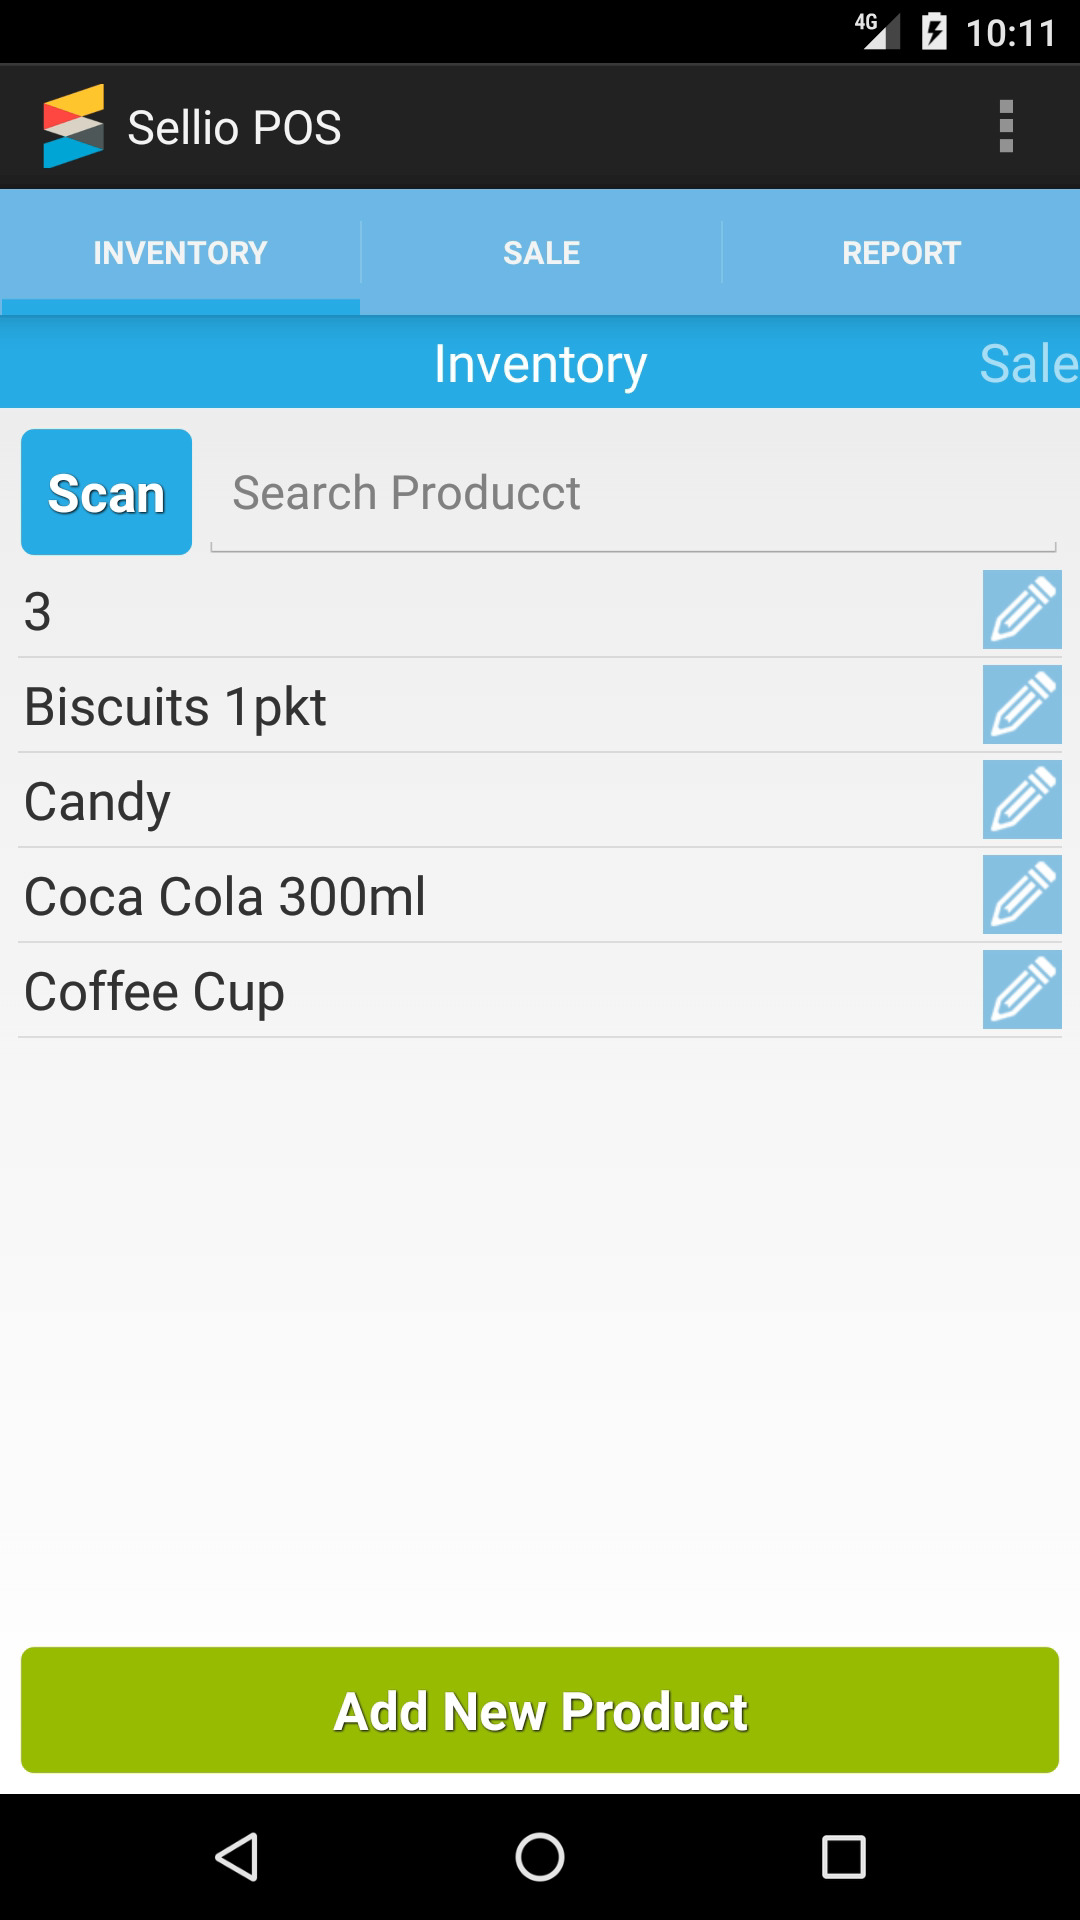 4G 10:11
Sellio POS
INVENTORY SALE REPORT
Inventory Sale
Scan Search Producct
3
Biscuits 1pkt
Candy
Coca Cola 300ml
Coffee Cup
Add New Product